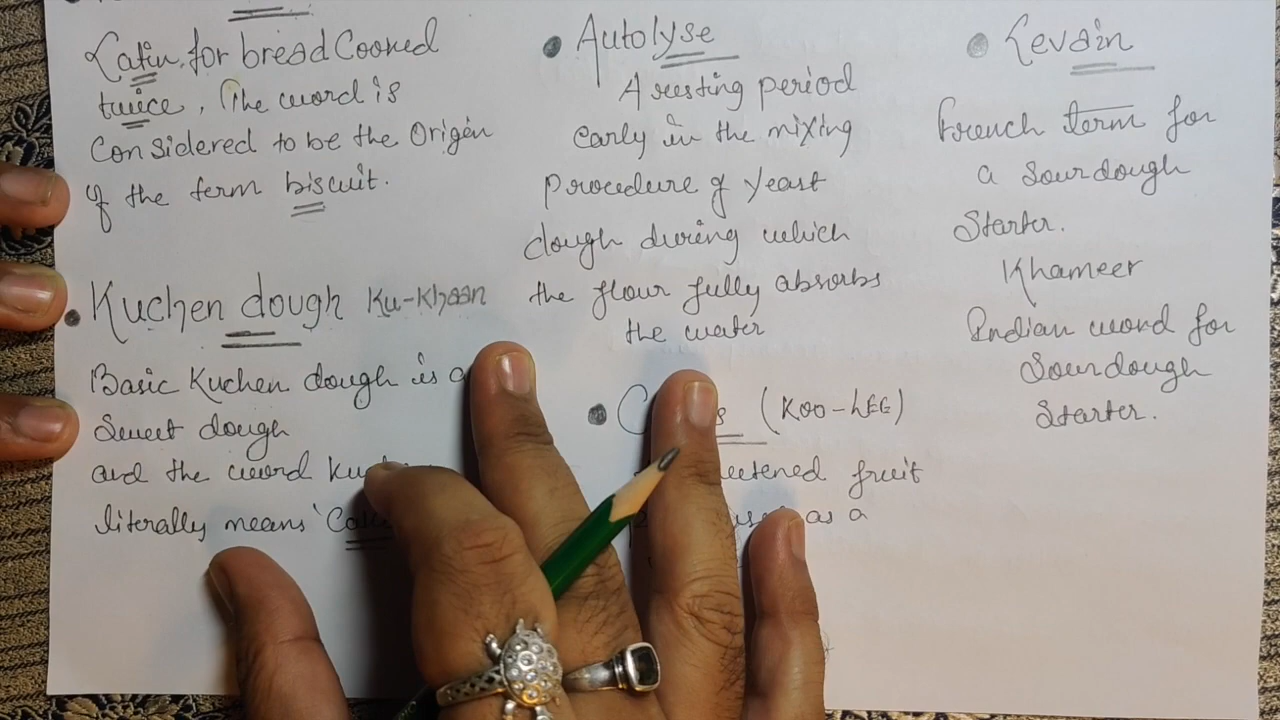 Latin for bread Cooked
twice, The word is
Considered to be the Origin
of the term biscuit.
Kuchen dough Ku-Khaan
Basic Kuchen dough is a
Sweet dough
and the word
literally means
Autolyse
A resting period
early in the mixing
procedure of yeast
dough during which
the flour fully absorbs
the water
(Koo-LEE)
fruit
as a
Levain
French term for
a Sourdough
Starter.
Khameer
Indian word for
Sourdough
Starter.